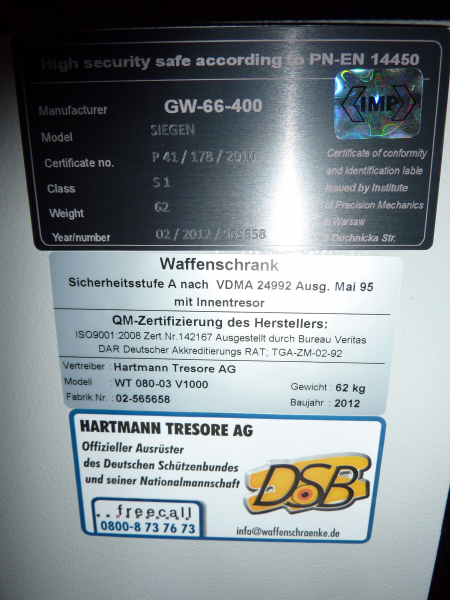 High security safe according to PN-EN 14450
Manufacturer GW-66-400
Model SIEGEN
Certificate no. P 41 / 178 / 2010
Class S 1
Weight 62
Year/number 02 / 2012 / 565658
IMP
Certificate of conformity
and identification lable
issued by Institute
of Precision Mechanics
in Warsaw
Duchnicka Str.
Waffenschrank
Sicherheitsstufe A nach VDMA 24992 Ausg. Mai 95
mit Innentresor
QM-Zertifizierung des Herstellers:
ISO9001:2008 Zert.Nr.142167 Ausgestellt durch Bureau Veritas
DAR Deutscher Akkreditierungs RAT; TGA-ZM-02-92
Vertreiber : Hartmann Tresore AG
Modell : WT 080-03 V1000 Gewicht : 62 kg
Fabrik.Nr. : 02-565658 Baujahr : 2012
HARTMANN TRESORE AG
Offizieller Ausrüster
des Deutschen Schützenbundes
und seiner Nationalmannschaft
DSB
..freecall
0800-8 73 76 73
info@waffenschraenke.de